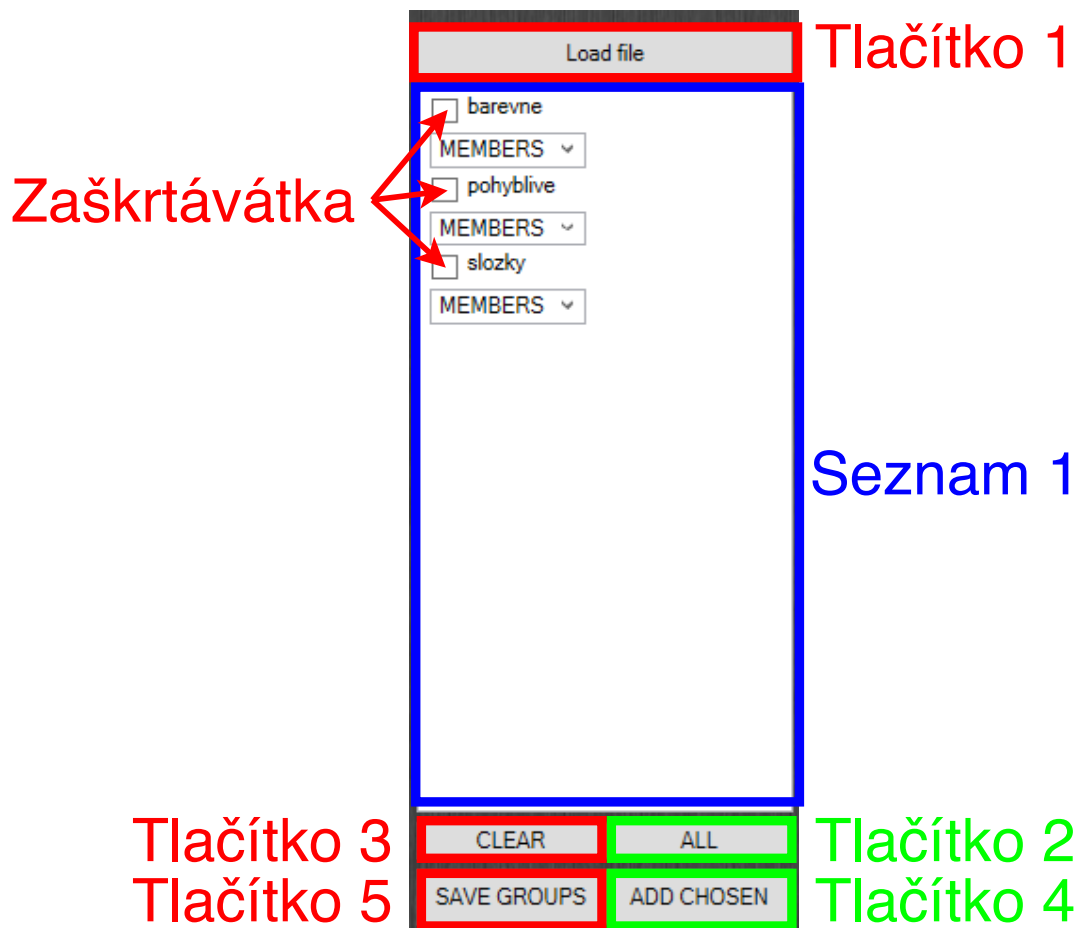 Load file
Tlačítko 1
barevne
MEMBERS
Zaškrtávátka
pohyblive
MEMBERS
slozky
MEMBERS
Seznam 1
Tlačítko 3
CLEAR
ALL
Tlačítko 2
Tlačítko 5
SAVE GROUPS
ADD CHOSEN
Tlačítko 4